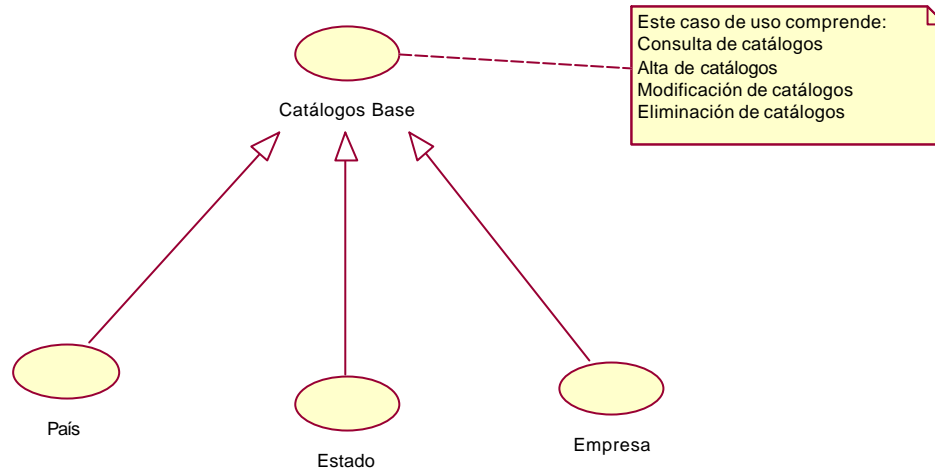 Este caso de uso comprende:
Consulta de catálogos
Alta de catálogos
Modificación de catálogos
Eliminación de catálogos
Catálogos Base
País
Estado
Empresa